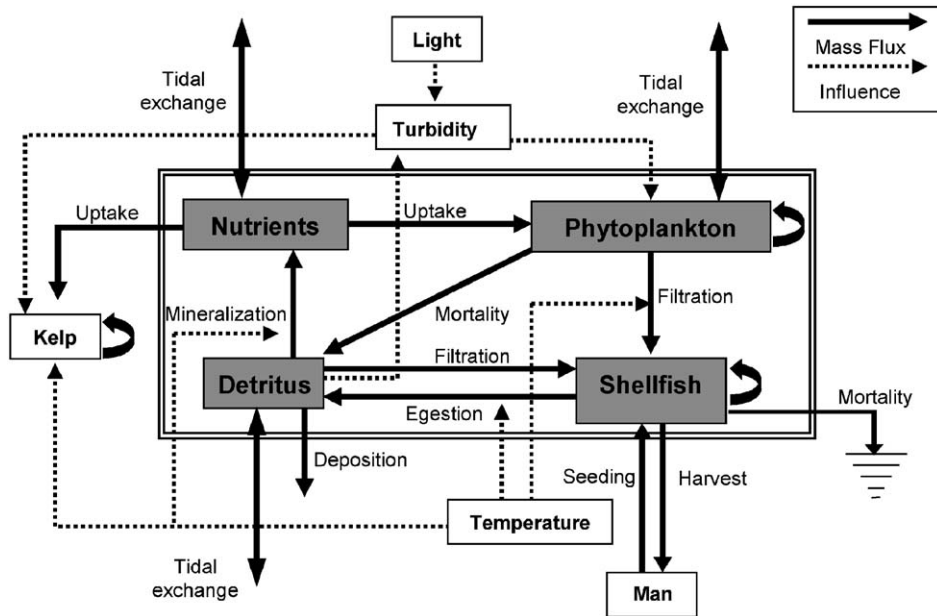 Light
Mass Flux
Influence
Tidal
exchange
Tidal
exchange
Turbidity
Uptake
Nutrients
Uptake
Phytoplankton
Mineralization
Mortality
Filtration
Kelp
Detritus
Filtration
Shellfish
Egestion
Mortality
Deposition
Seeding
Harvest
Temperature
Tidal
exchange
Man